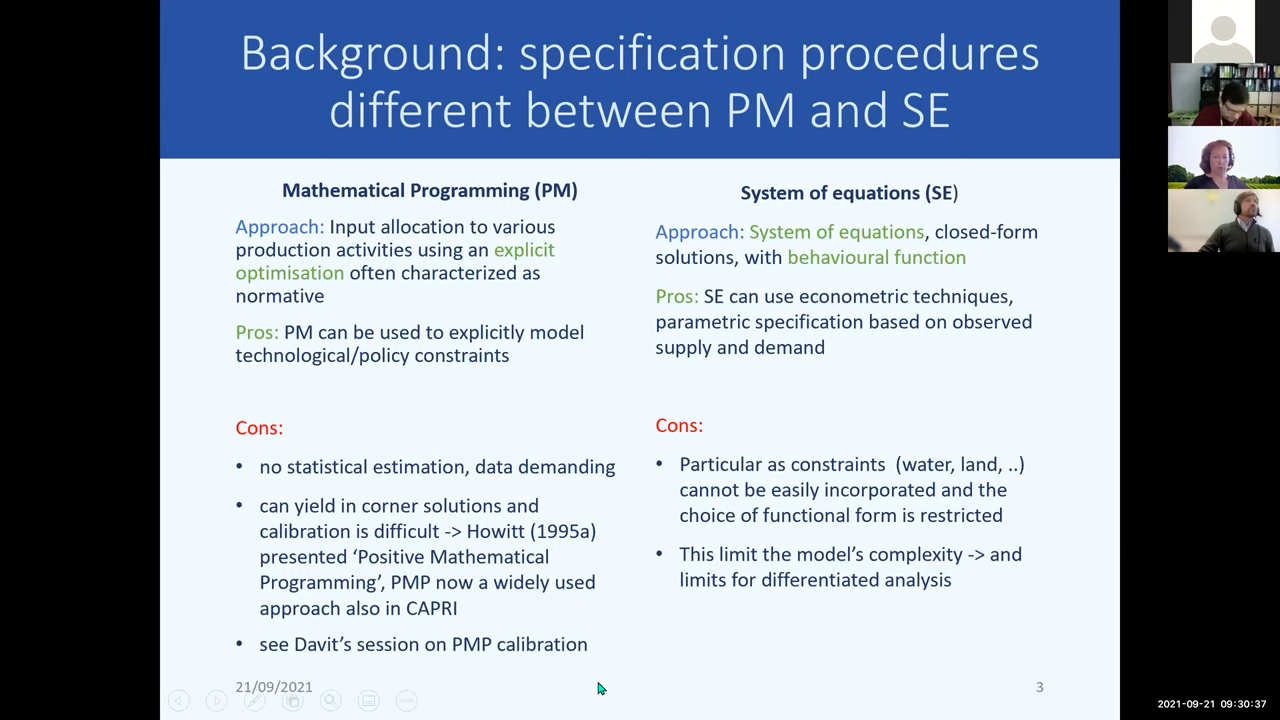 Background: specification procedures
different between PM and SE
Mathematical Programming (PM)
Approach: Input allocation to various
production activities using an explicit
optimisation often characterized as
normative
Pros: PM can be used to explicitly model
technological/policy constraints
Cons:
• no statistical estimation, data demanding
• can yield in corner solutions and
calibration is difficult -> Howitt (1995a)
presented ‘Positive Mathematical
Programming’, PMP now a widely used
approach also in CAPRI
• see Davit’s session on PMP calibration
System of equations (SE)
Approach: System of equations, closed-form
solutions, with behavioural function
Pros: SE can use econometric techniques,
parametric specification based on observed
supply and demand
Cons:
• Particular as constraints (water, land, ..)
cannot be easily incorporated and the
choice of functional form is restricted
• This limit the model’s complexity -> and
limits for differentiated analysis
21/09/2021
3
2021-09-21 09:30:37